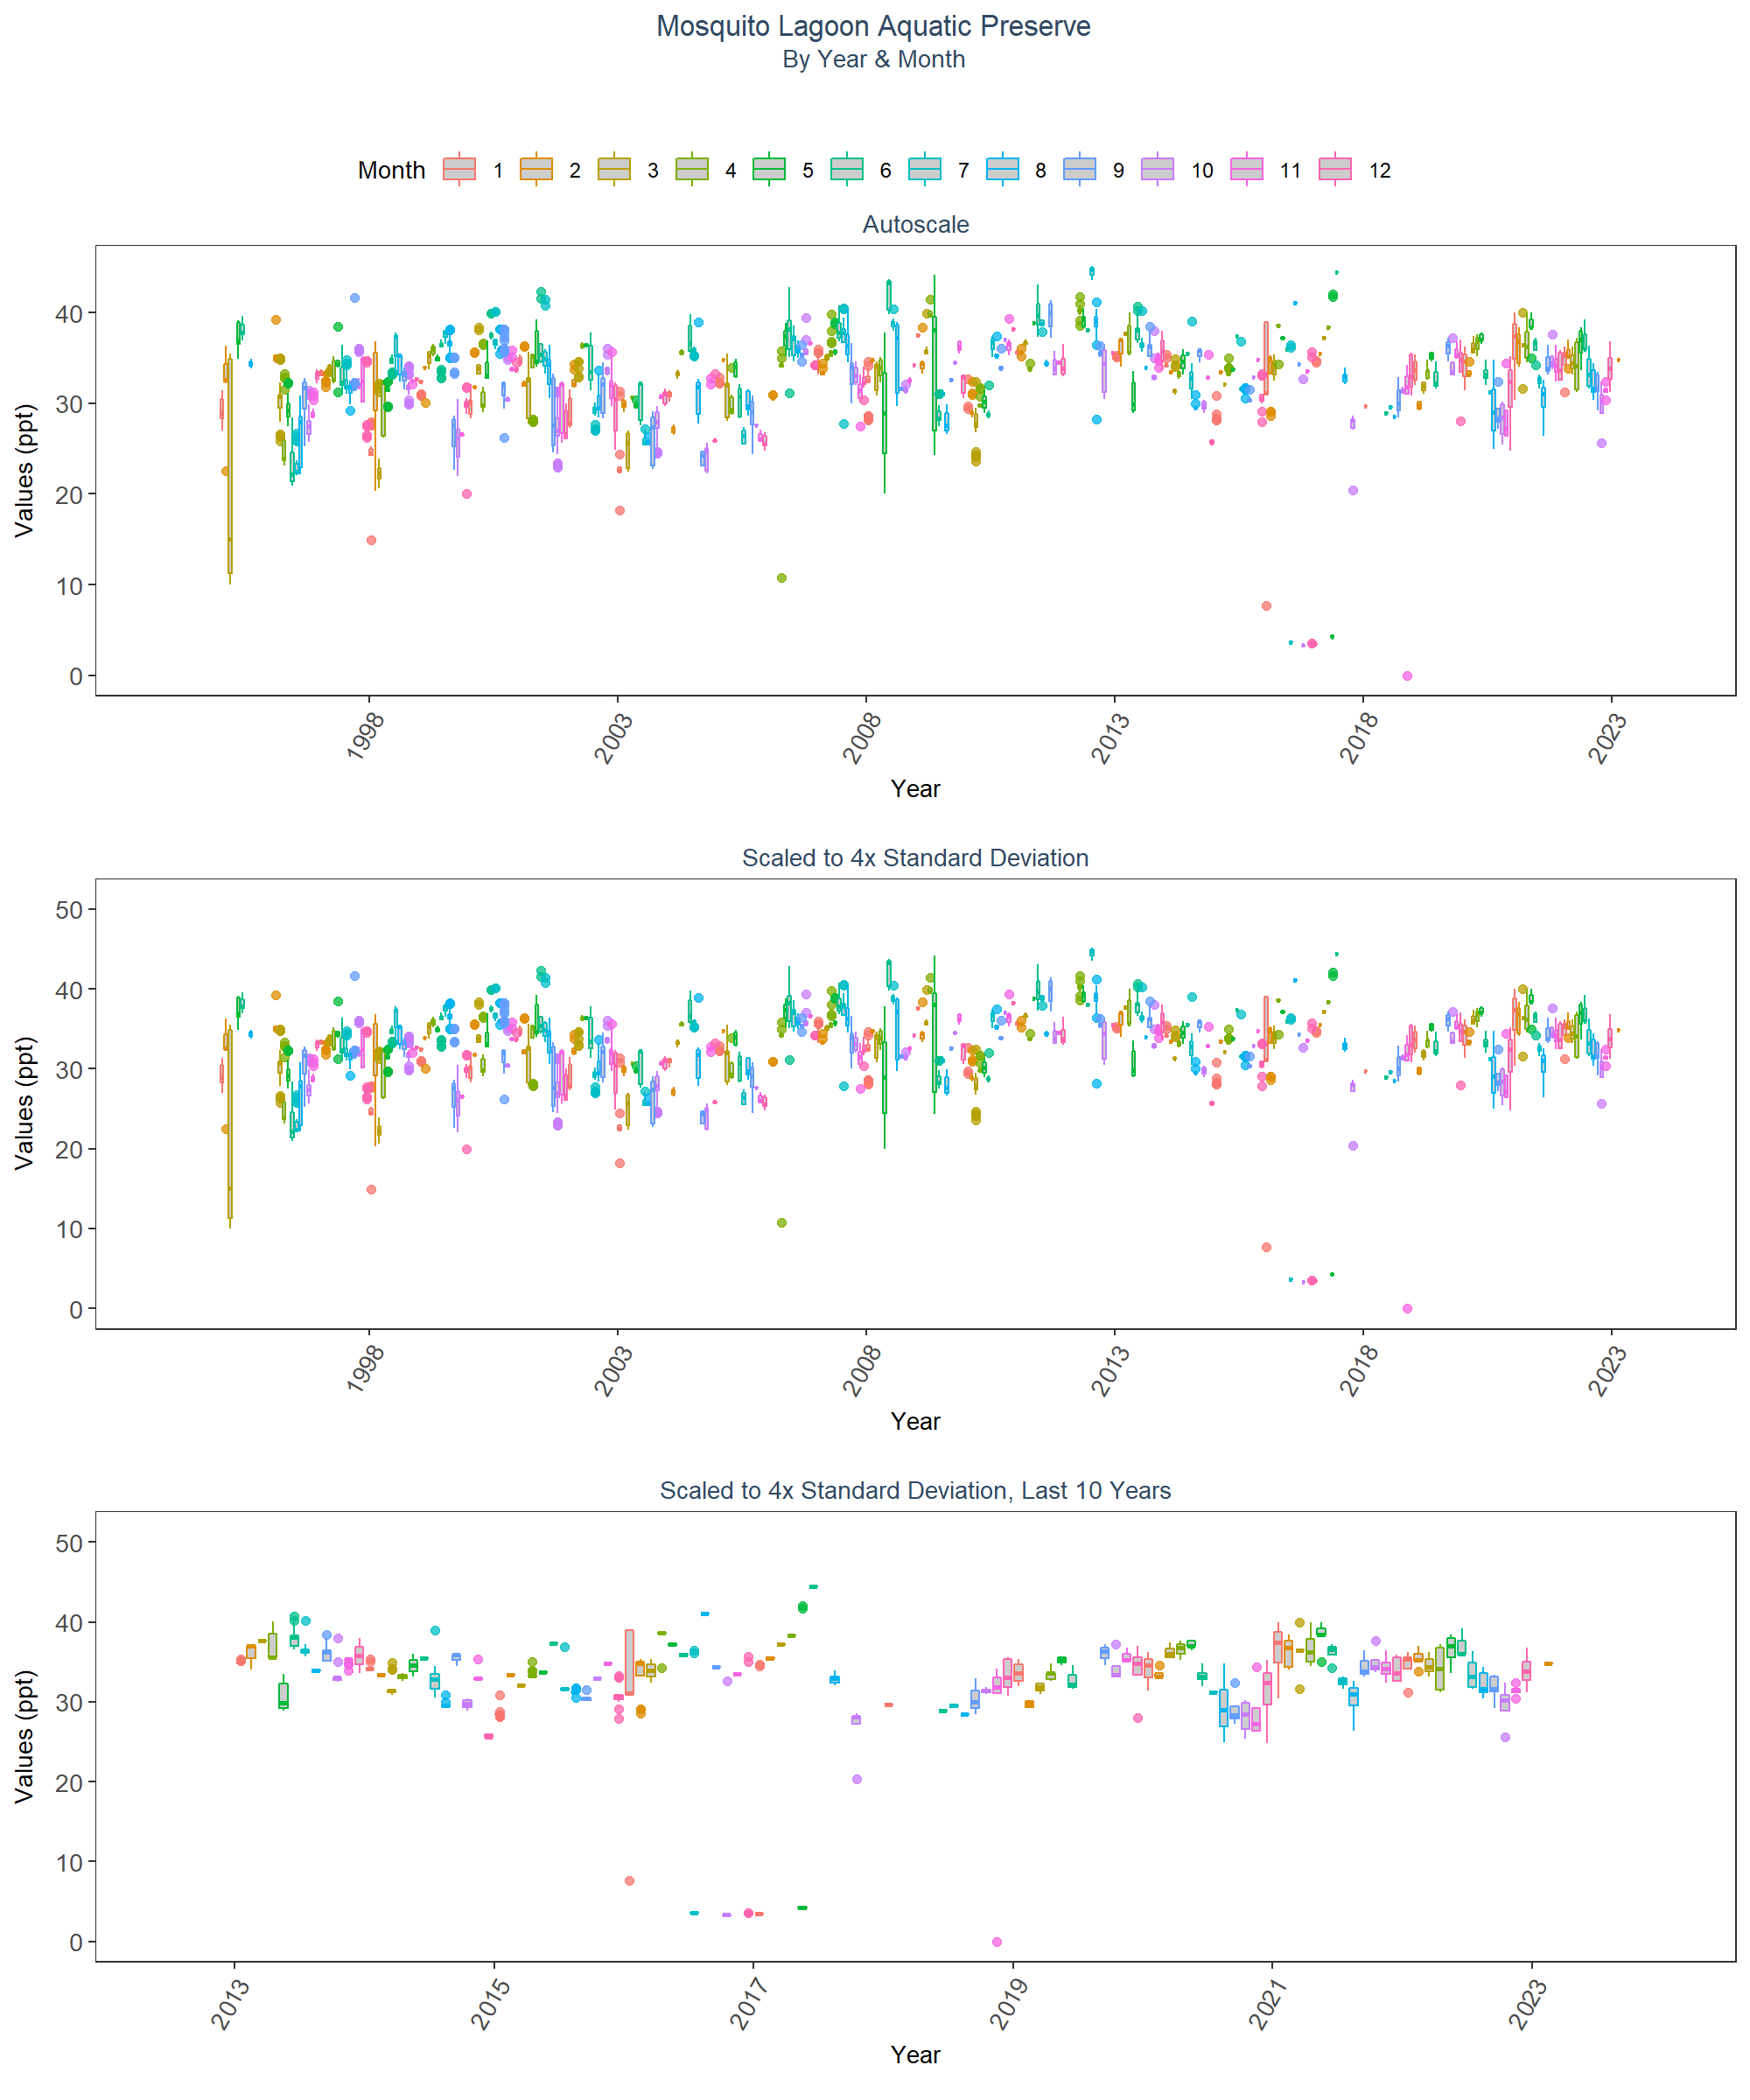 Mosquito Lagoon Aquatic Preserve
By Year & Month
Month 1 2 3 4 5 6 7 8 9 10 11 12
Autoscale
Values (ppt)
40
30
20
10
0
1998 2003 2008 2013 2018 2023
Year
Scaled to 4x Standard Deviation
Values (ppt)
50
40
30
20
10
0
1998 2003 2008 2013 2018 2023
Year
Scaled to 4x Standard Deviation, Last 10 Years
Values (ppt)
50
40
30
20
10
0
2013 2015 2017 2019 2021 2023
Year